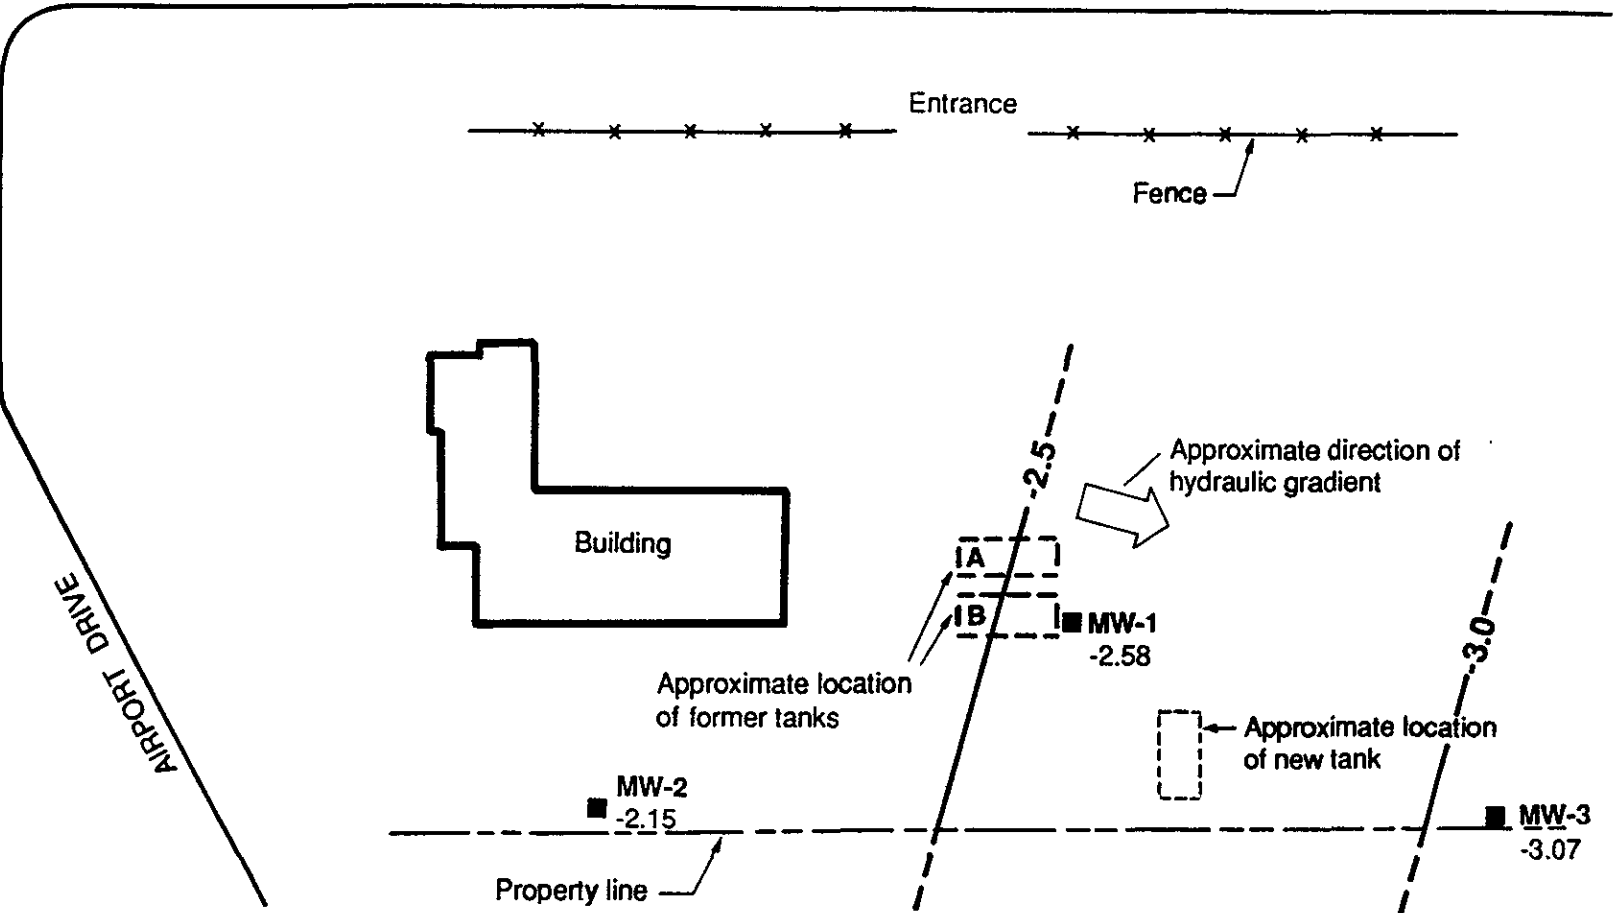 Entrance
Fence
-2.5
Approximate direction of
hydraulic gradient
Building
A
B
MW-1
-2.58
-3.0
AIRPORT DRIVE
Approximate location
of former tanks
Approximate location
of new tank
MW-2
-2.15
MW-3
-3.07
Property line